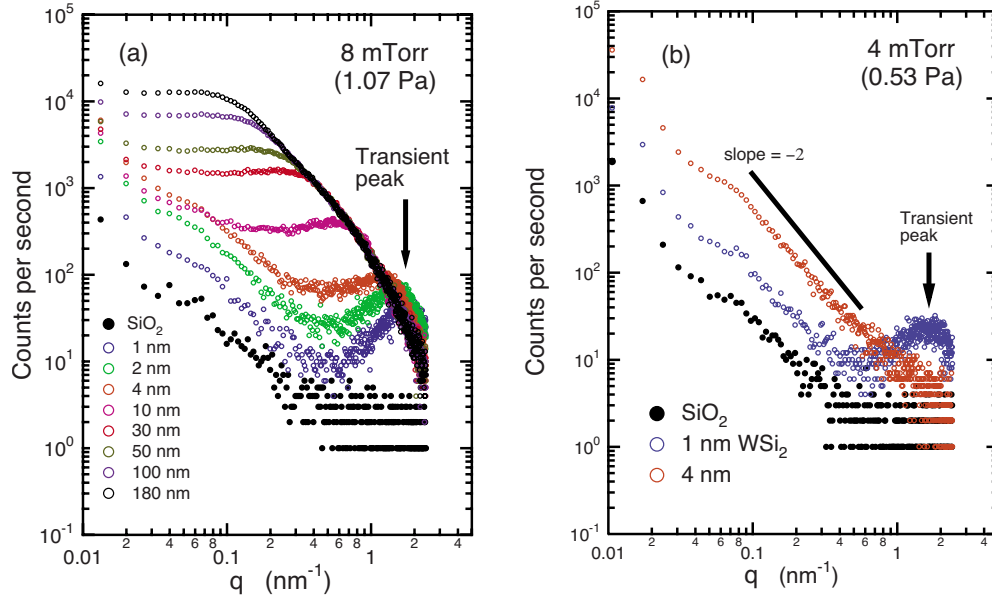 (a)
8 mTorr
(1.07 Pa)
Transient
peak
Counts per second
10^5
10^4
10^3
10^2
10^1
10^0
10^-1
SiO2
1 nm
2 nm
4 nm
10 nm
30 nm
50 nm
100 nm
180 nm
0.01 2 4 6 8 0.1 2 4 6 8 1 2 4
q (nm^-1)
(b)
4 mTorr
(0.53 Pa)
slope = −2
Transient
peak
Counts per second
10^5
10^4
10^3
10^2
10^1
10^0
10^-1
SiO2
1 nm WSi2
4 nm
0.01 2 4 6 8 0.1 2 4 6 8 1 2 4
q (nm^-1)